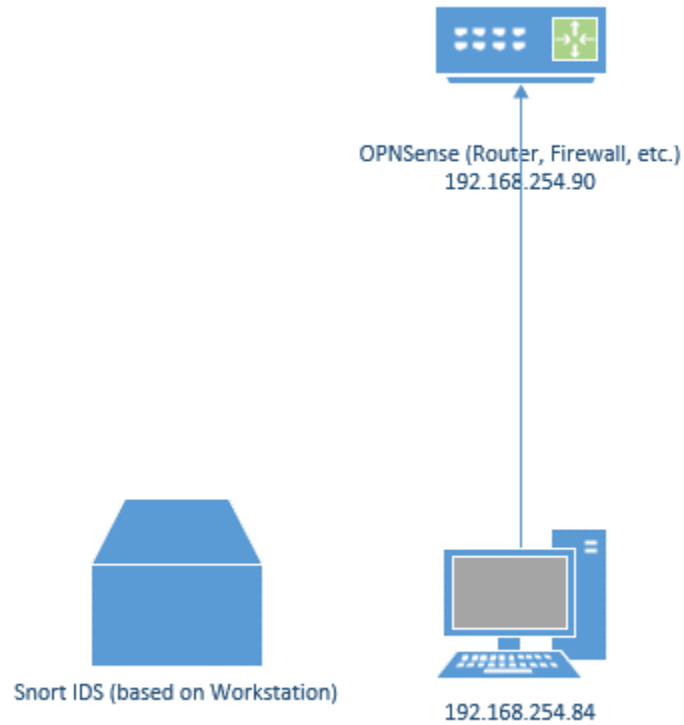 OPNSense (Router, Firewall, etc.)
192.168.254.90
Snort IDS (based on Workstation)
192.168.254.84